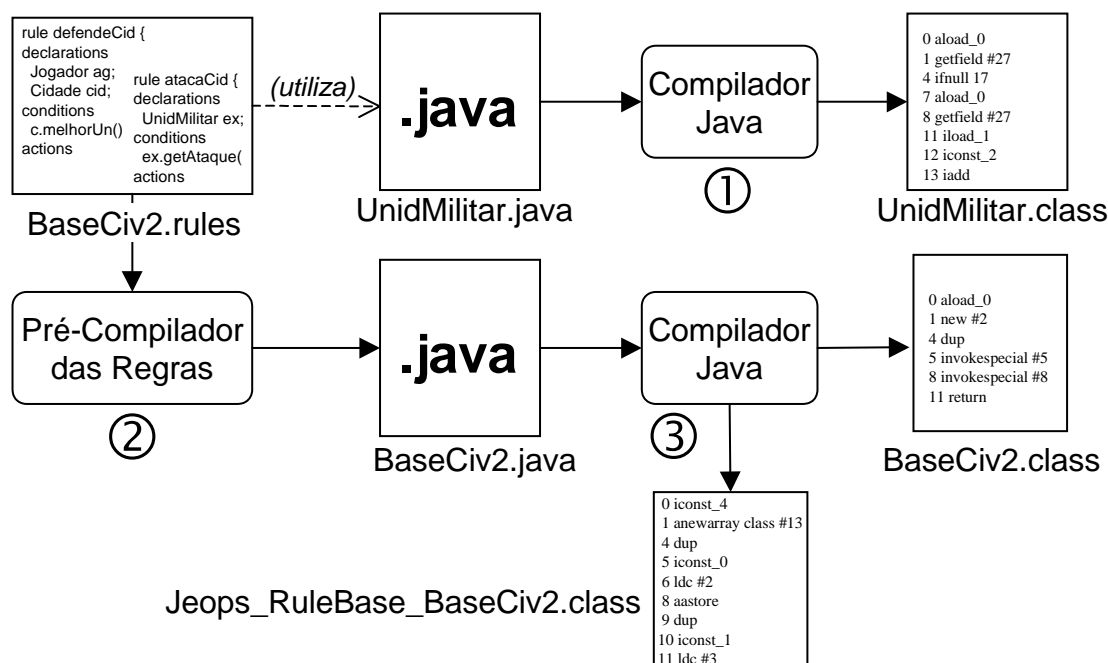 rule defendeCid {
declarations
Jogador ag;
Cidade cid;
conditions
c.melhorUn()
actions
rule atacaCid {
declarations
UnidMilitar ex;
conditions
ex.getAtaque(
actions
BaseCiv2.rules
(utiliza)
.java
UnidMilitar.java
Compilador
Java
①
0 aload_0
1 getfield #27
4 ifnull 17
7 aload_0
8 getfield #27
11 iload_1
12 iconst_2
13 iadd
UnidMilitar.class
Pré-Compilador
das Regras
②
.java
BaseCiv2.java
Compilador
Java
③
0 aload_0
1 new #2
4 dup
5 invokespecial #5
8 invokespecial #8
11 return
BaseCiv2.class
Jeops_RuleBase_BaseCiv2.class
0 iconst_4
1 anewarray class #13
4 dup
5 iconst_0
6 ldc #2
8 aastore
9 dup
10 iconst_1
11 ldc #3